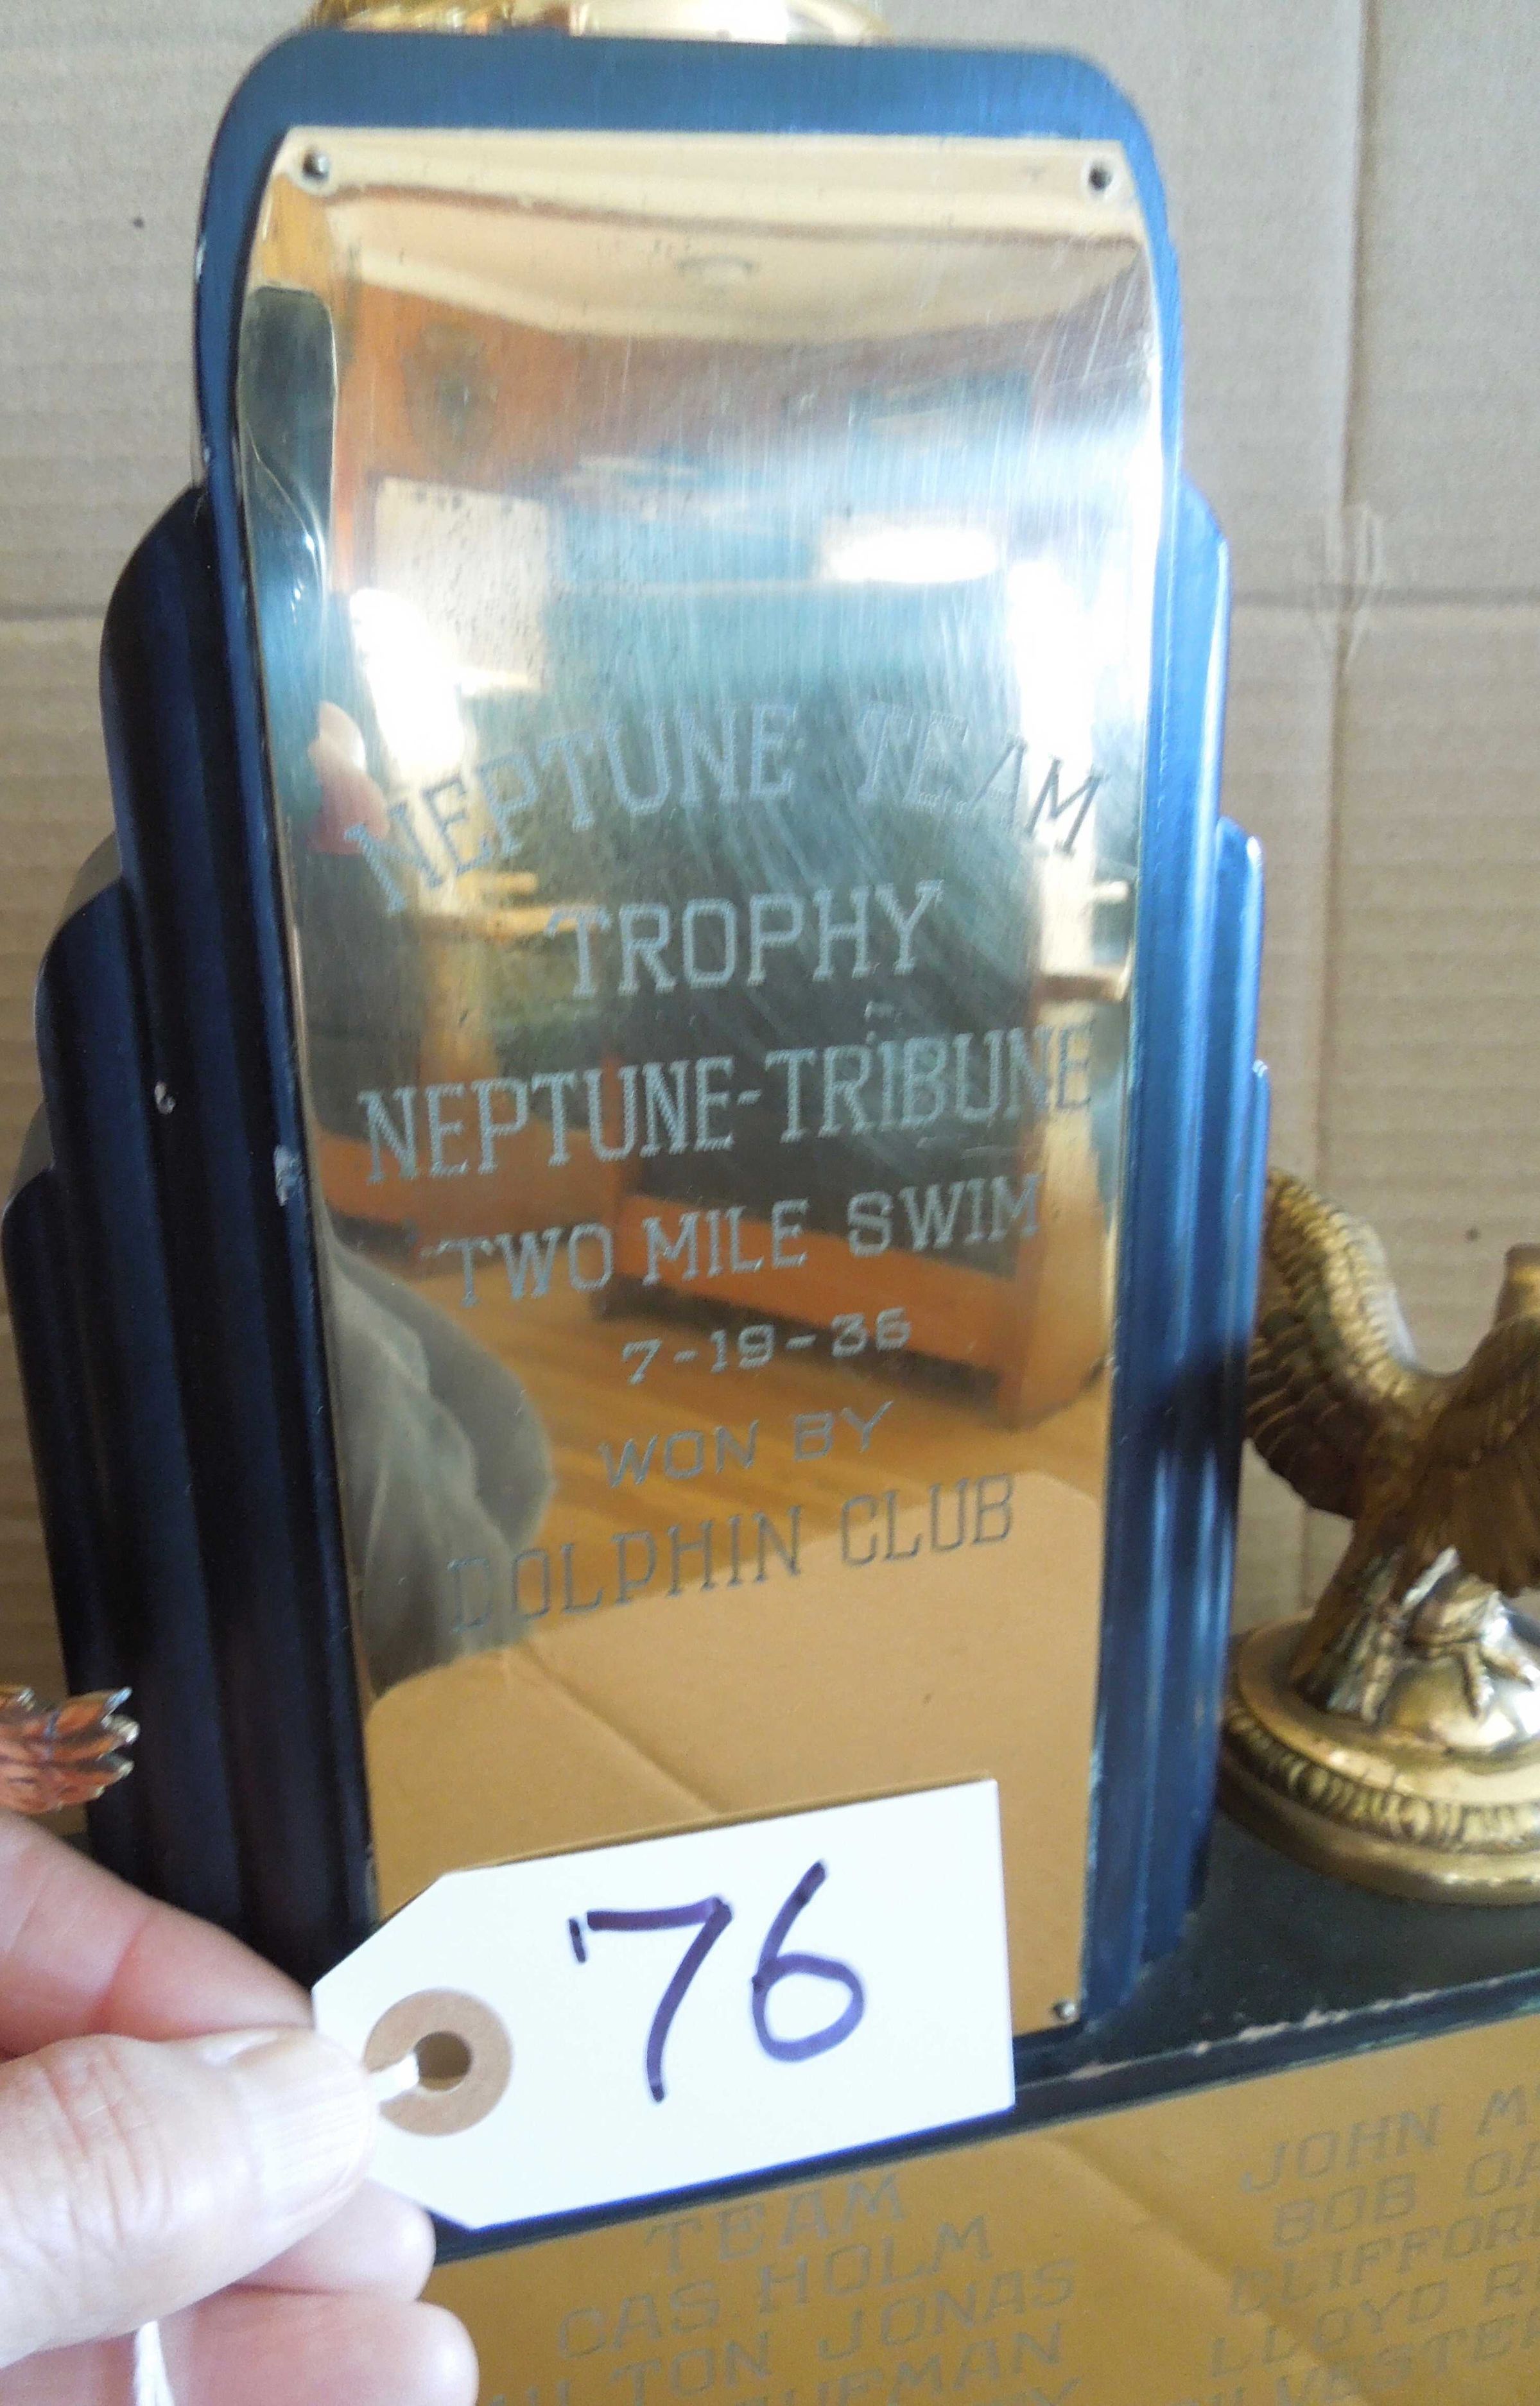 NEPTUNE TEAM
TROPHY
NEPTUNE-TRIBUNE
TWO MILE SWIM
7-19-36
WON BY
DOLPHIN CLUB
76
TEAM
CAS HOLM
JONAS
JOHN
BOB
LLOYD